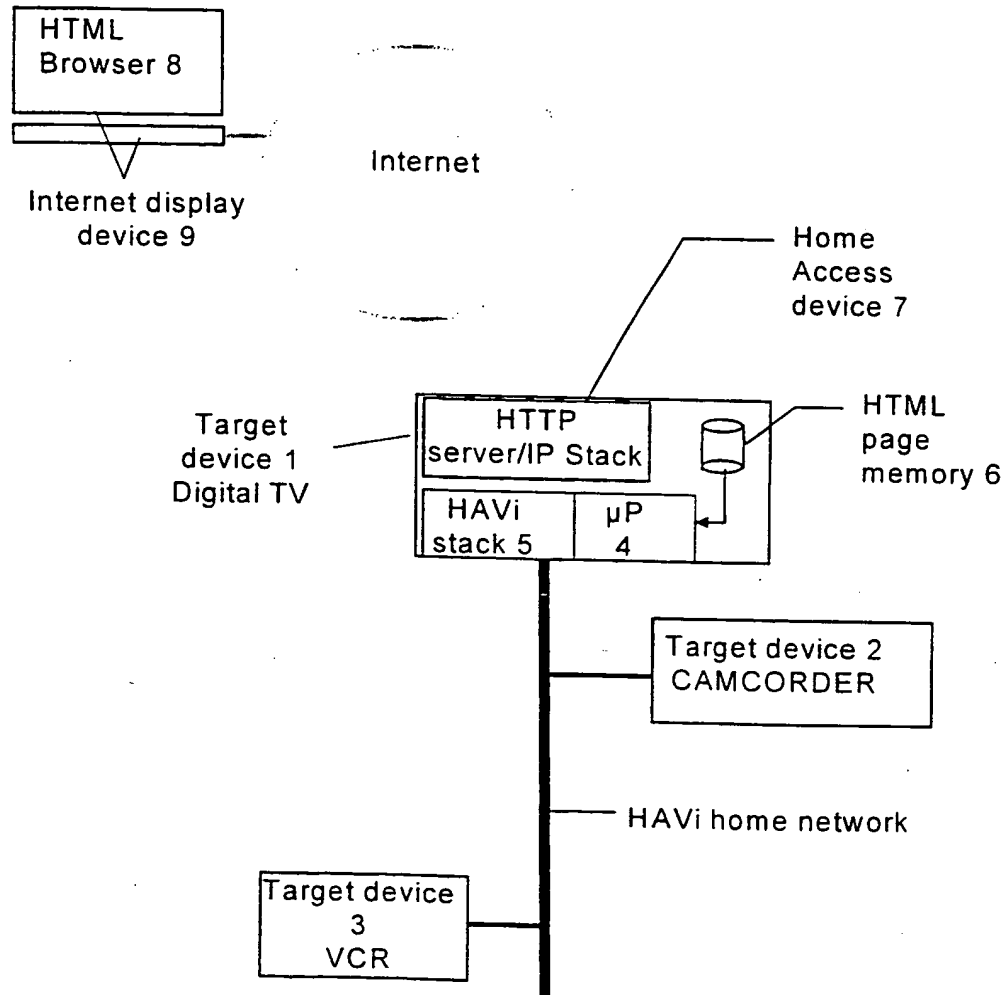 HTML
Browser 8
Internet display
device 9
Internet
Home
Access
device 7
Target
device 1
Digital TV
HTTP
server/IP Stack
HTML
page
memory 6
HAVi
stack 5
µP
4
Target device 2
CAMCORDER
HAVi home network
Target device
3
VCR